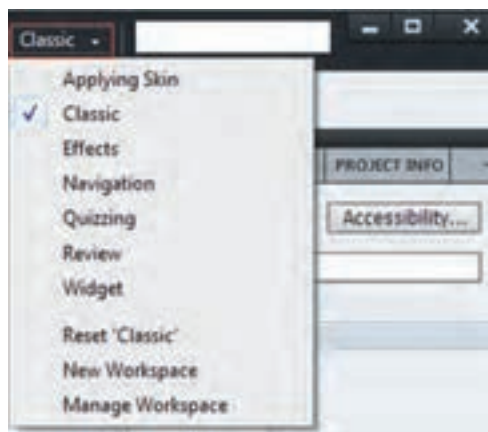 Classic
Applying Skin
Classic
Effects
Navigation
Quizzing
Review
Widget
Reset 'Classic'
New Workspace
Manage Workspace
PROJECT INFO
Accessibility...